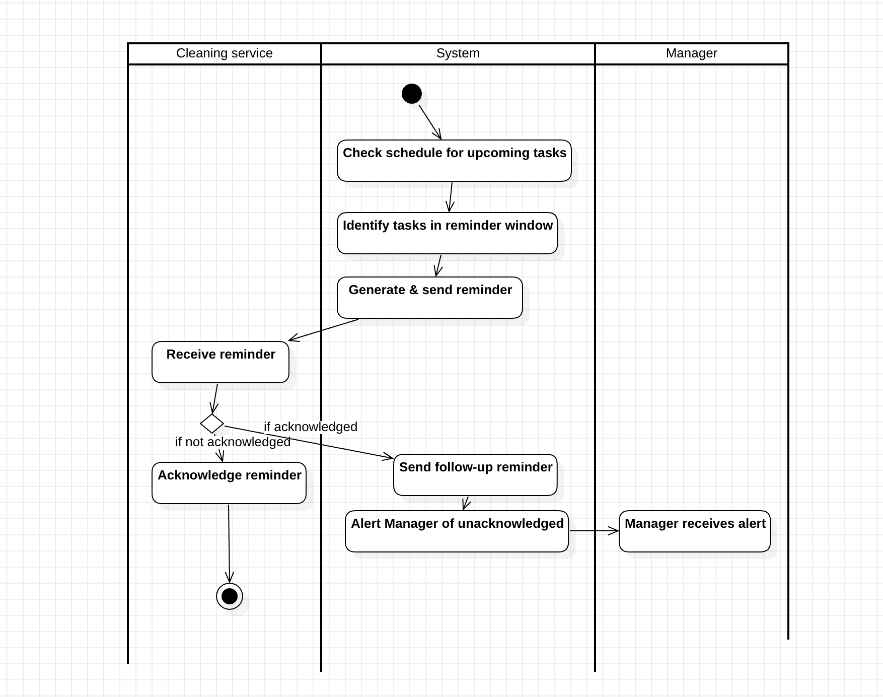 Cleaning service
System
Manager
Check schedule for upcoming tasks
Identify tasks in reminder window
Generate & send reminder
Receive reminder
if acknowledged
if not acknowledged
Acknowledge reminder
Send follow-up reminder
Alert Manager of unacknowledged
Manager receives alert